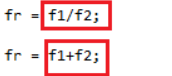 fr = f1/f2;
fr = f1+f2;